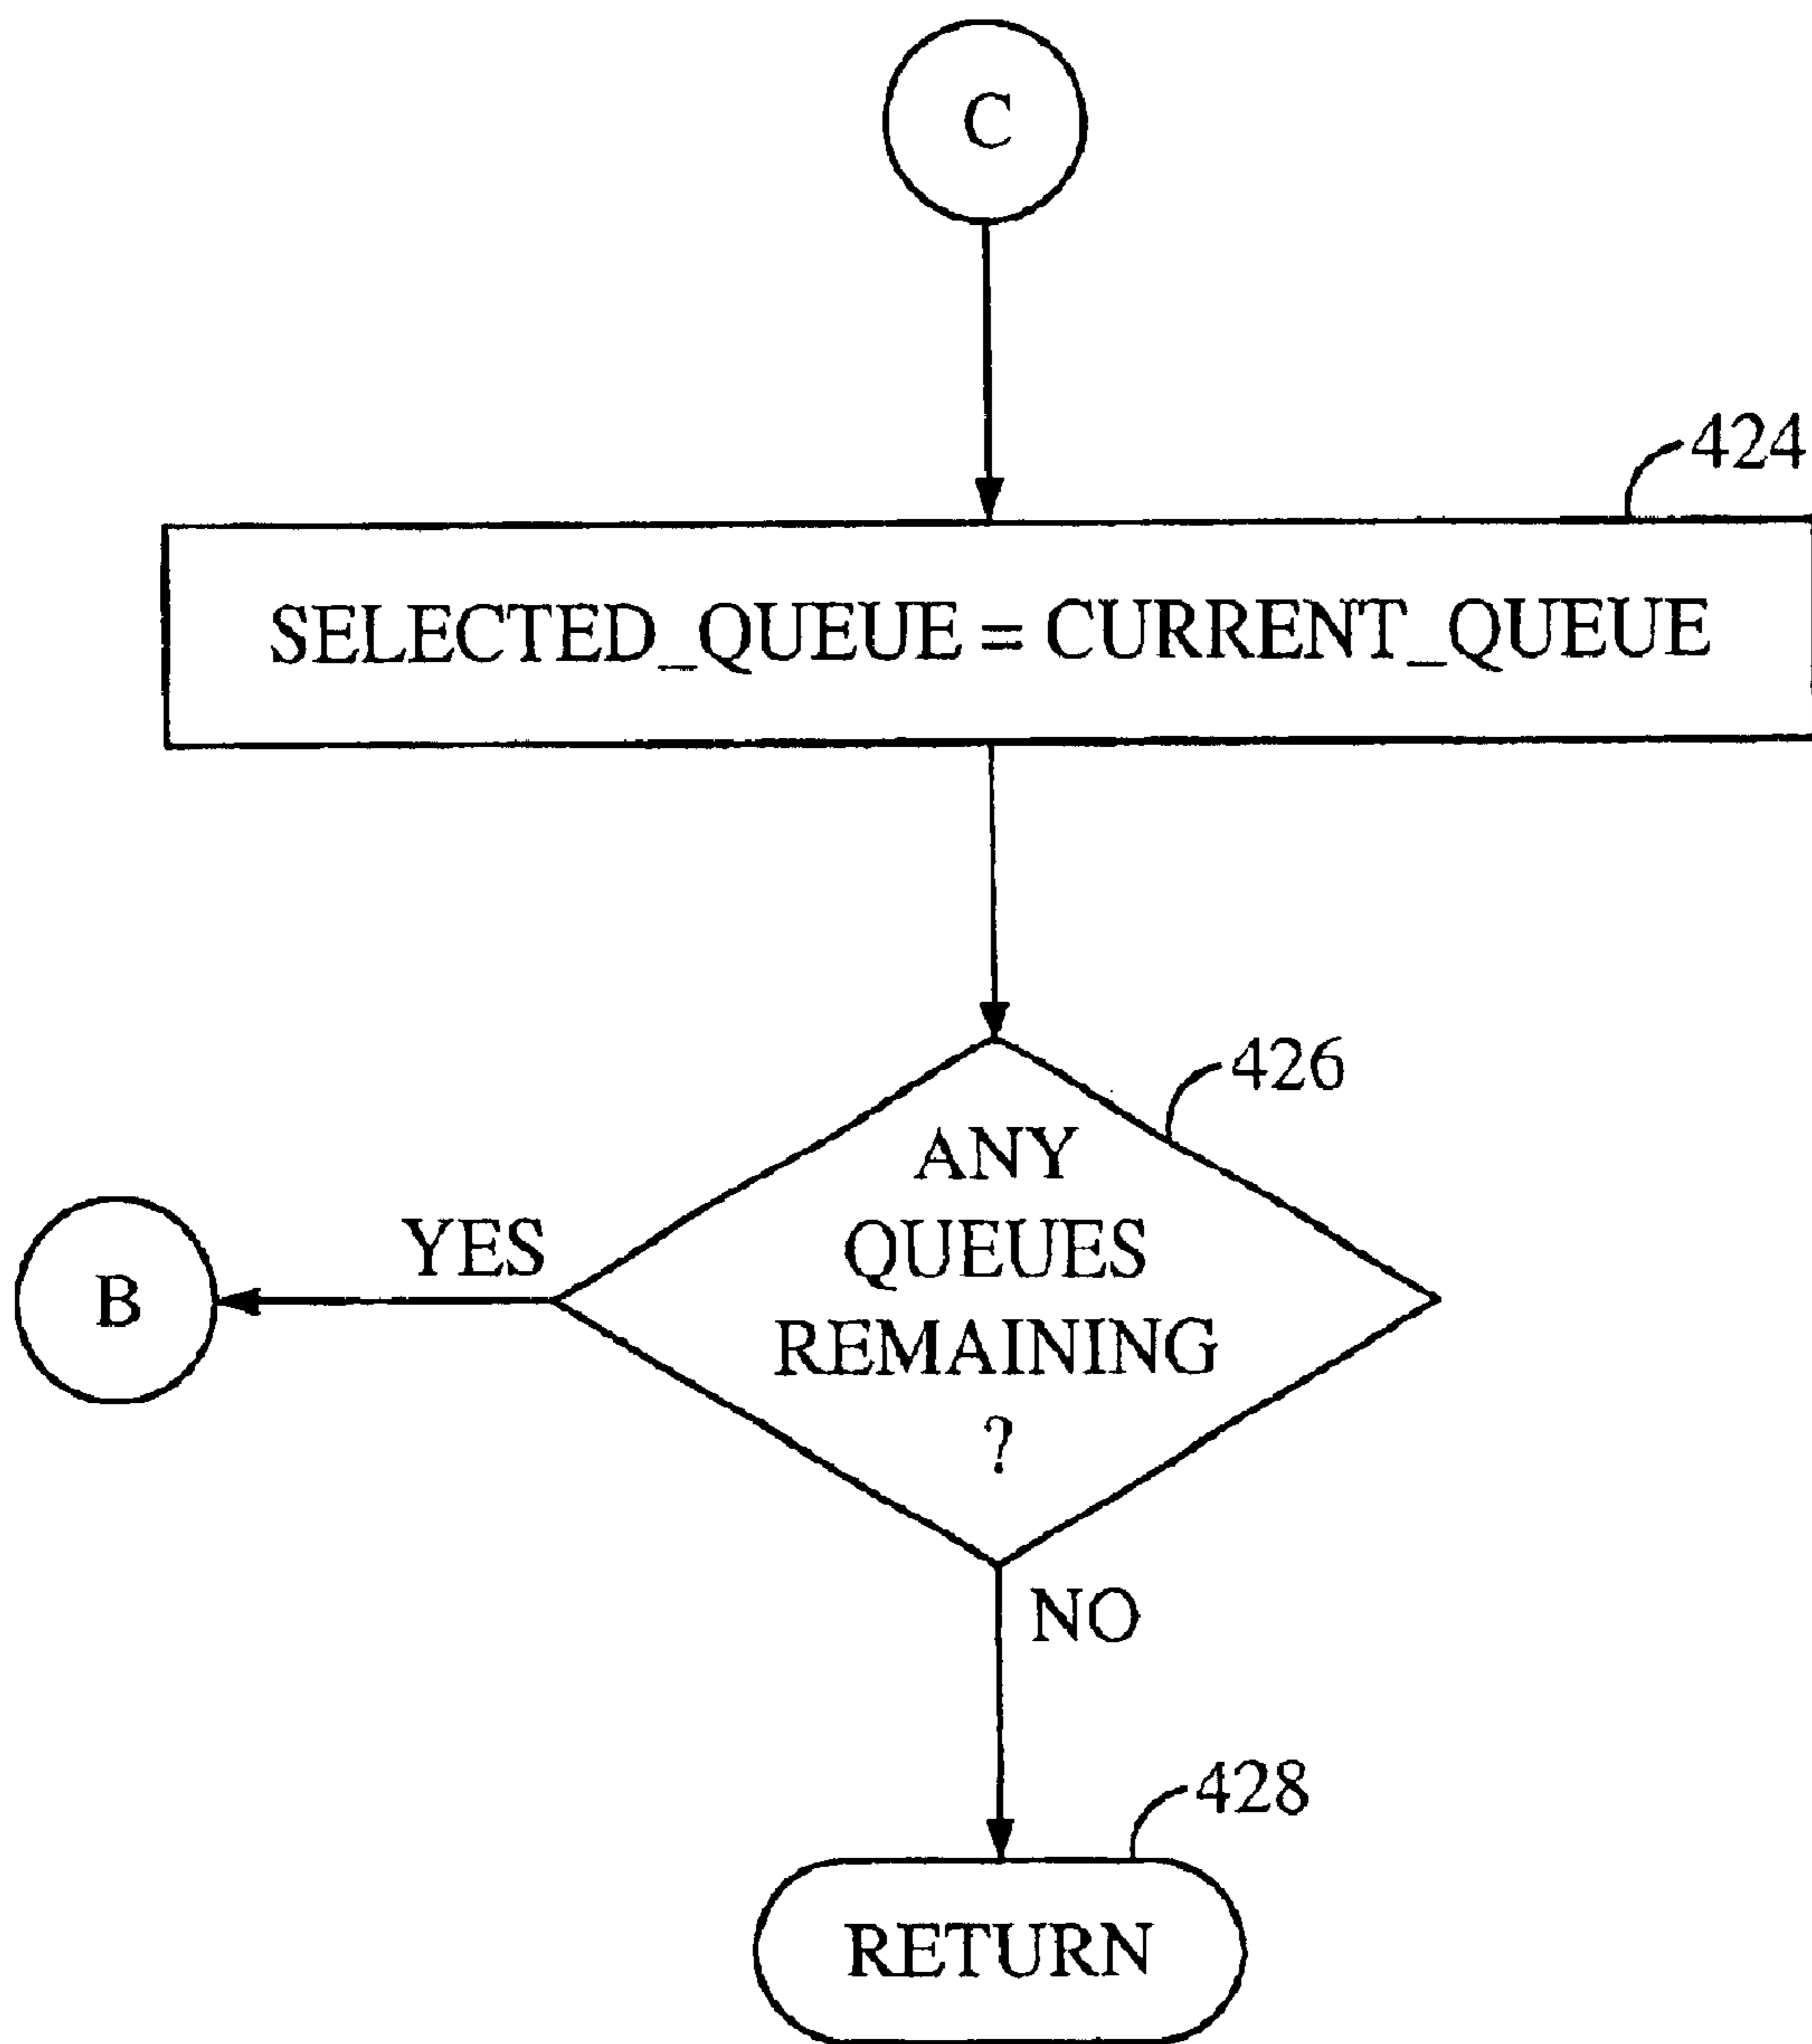 C
424
SELECTED_QUEUE = CURRENT_QUEUE
426
ANY
QUEUES
REMAINING
?
YES
B
NO
428
RETURN